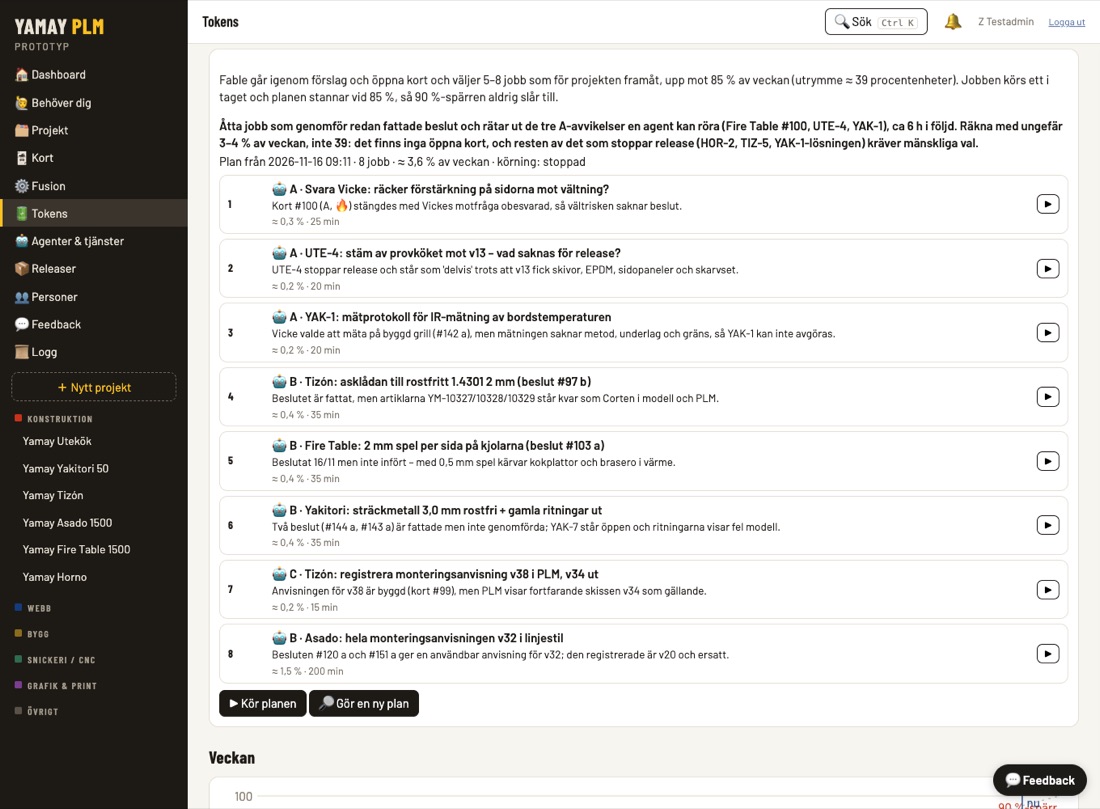 YAMAY PLM
PROTOTYP
Dashboard
Behöver dig
Projekt
Kort
Fusion
Tokens
Agenter & tjänster
Releaser
Personer
Feedback
Logg
+ Nytt projekt
KONSTRUKTION
Yamay Utekök
Yamay Yakitori 50
Yamay Tizón
Yamay Asado 1500
Yamay Fire Table 1500
Yamay Horno
WEBB
BYGG
SNICKERI / CNC
GRAFIK & PRINT
ÖVRIGT
Tokens
Sök Ctrl K
Z Testadmin
Logga ut
Fable går igenom förslag och öppna kort och väljer 5–8 jobb som för projekten framåt, upp mot 85 % av veckan (utrymme ≈ 39 procentenheter). Jobben körs ett i
taget och planen stannar vid 85 %, så 90 %-spärren aldrig slår till.
Åtta jobb som genomför redan fattade beslut och rätar ut de tre A-avvikelser en agent kan röra (Fire Table #100, UTE-4, YAK-1), ca 6 h i följd. Räkna med ungefär
3–4 % av veckan, inte 39: det finns inga öppna kort, och resten av det som stoppar release (HOR-2, TIZ-5, YAK-1-lösningen) kräver mänskliga val.
Plan från 2026-11-16 09:11 · 8 jobb · ≈ 3,6 % av veckan · körning: stoppad
1
A · Svara Vicke: räcker förstärkning på sidorna mot vältning?
Kort #100 (A, 🔥) stängdes med Vickes motfråga obesvarad, så vältrisken saknar beslut.
≈ 0,3 % · 25 min
2
A · UTE-4: stäm av provköket mot v13 – vad saknas för release?
UTE-4 stoppar release och står som 'delvis' trots att v13 fick skivor, EPDM, sidopaneler och skarvset.
≈ 0,2 % · 20 min
3
A · YAK-1: mätprotokoll för IR-mätning av bordstemperaturen
Vicke valde att mäta på byggd grill (#142 a), men mätningen saknar metod, underlag och gräns, så YAK-1 kan inte avgöras.
≈ 0,2 % · 20 min
4
B · Tizón: asklådan till rostfritt 1.4301 2 mm (beslut #97 b)
Beslutet är fattat, men artiklarna YM-10327/10328/10329 står kvar som Corten i modell och PLM.
≈ 0,4 % · 35 min
5
B · Fire Table: 2 mm spel per sida på kjolarna (beslut #103 a)
Beslutat 16/11 men inte infört – med 0,5 mm spel kärvar kokplattor och brasero i värme.
≈ 0,4 % · 35 min
6
B · Yakitori: sträckmetall 3,0 mm rostfri + gamla ritningar ut
Två beslut (#144 a, #143 a) är fattade men inte genomförda; YAK-7 står öppen och ritningarna visar fel modell.
≈ 0,4 % · 35 min
7
C · Tizón: registrera monteringsanvisning v38 i PLM, v34 ut
Anvisningen för v38 är byggd (kort #99), men PLM visar fortfarande skissen v34 som gällande.
≈ 0,2 % · 15 min
8
B · Asado: hela monteringsanvisningen v32 i linjestil
Besluten #120 a och #151 a ger en användbar anvisning för v32; den registrerade är v20 och ersatt.
≈ 1,5 % · 200 min
Kör planen
Gör en ny plan
Veckan
100
nu
Feedback